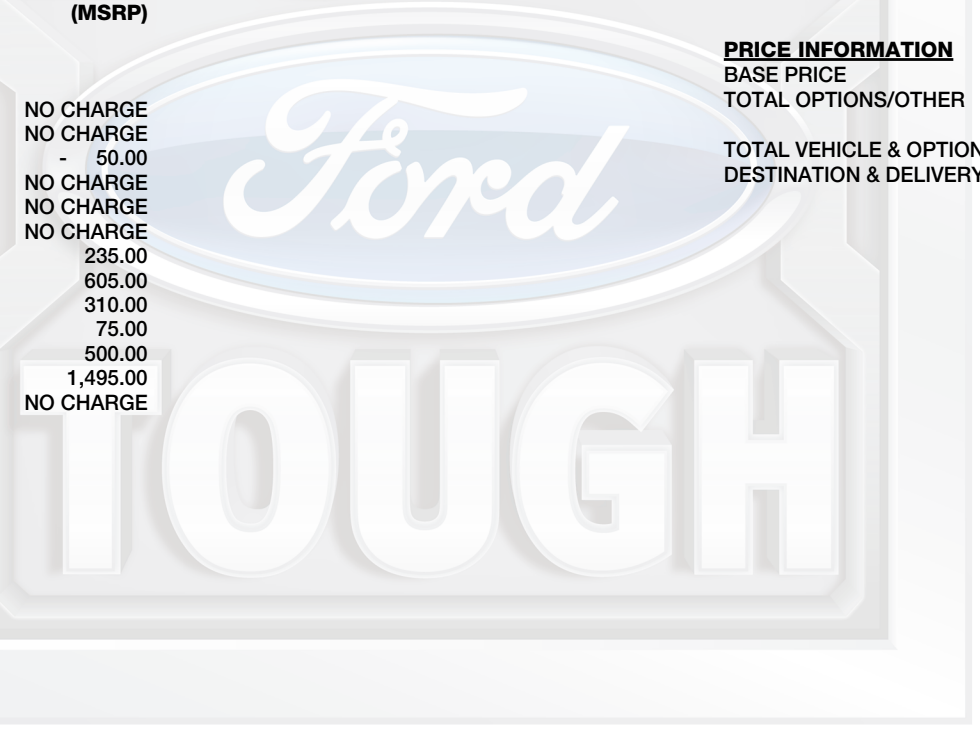 (MSRP)
NO CHARGE
NO CHARGE
- 50.00
NO CHARGE
NO CHARGE
NO CHARGE
235.00
605.00
310.00
75.00
500.00
1,495.00
NO CHARGE
PRICE INFORMATION
BASE PRICE
TOTAL OPTIONS/OTHER
TOTAL VEHICLE & OPTION
DESTINATION & DELIVERY
Ford
TOUGH